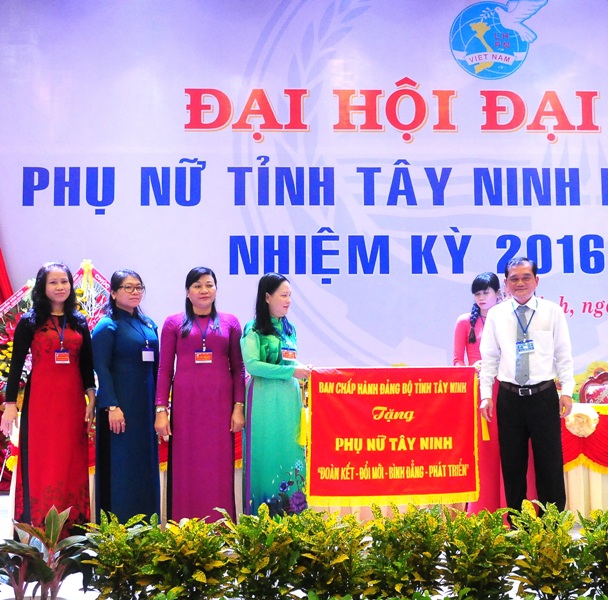 VIỆT NAM
ĐẠI HỘI ĐẠI
PHỤ NỮ TỈNH TÂY NINH
NHIỆM KỲ 2016
BAN CHẤP HÀNH ĐẢNG BỘ TỈNH TÂY NINH
Tặng
PHỤ NỮ TÂY NINH
"ĐOÀN KẾT - ĐỔI MỚI - BÌNH ĐẲNG - PHÁT TRIỂN"